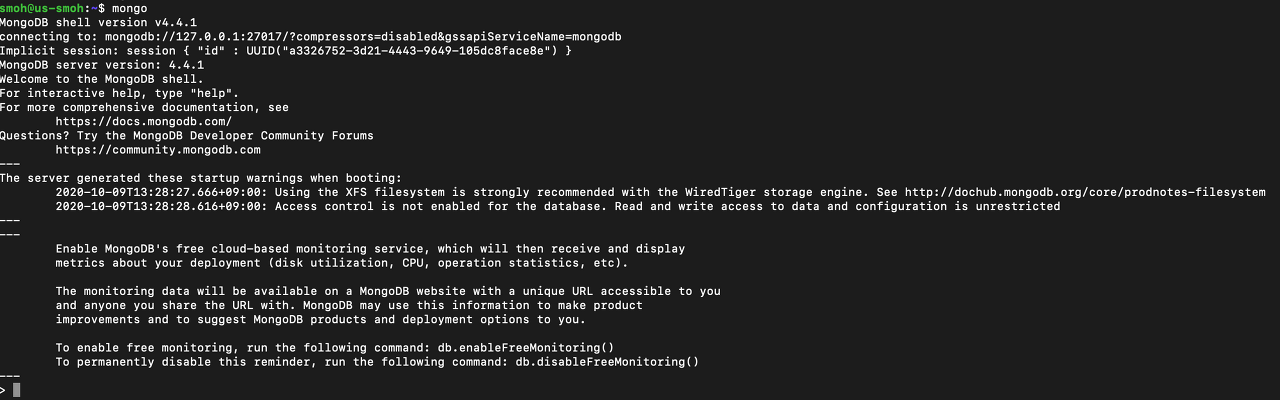 smoh@us-smoh:~$ mongo
MongoDB shell version v4.4.1
connecting to: mongodb://127.0.0.1:27017/?compressors=disabled&gssapiServiceName=mongodb
Implicit session: session { "id" : UUID("a3326752-3d21-4443-9649-105dc8face8e") }
MongoDB server version: 4.4.1
Welcome to the MongoDB shell.
For interactive help, type "help".
For more comprehensive documentation, see
        https://docs.mongodb.com/
Questions? Try the MongoDB Developer Community Forums
        https://community.mongodb.com
---
The server generated these startup warnings when booting:
        2020-10-09T13:28:27.666+09:00: Using the XFS filesystem is strongly recommended with the WiredTiger storage engine. See http://dochub.mongodb.org/core/prodnotes-filesystem
        2020-10-09T13:28:28.616+09:00: Access control is not enabled for the database. Read and write access to data and configuration is unrestricted
---
---
        Enable MongoDB's free cloud-based monitoring service, which will then receive and display
        metrics about your deployment (disk utilization, CPU, operation statistics, etc).
        The monitoring data will be available on a MongoDB website with a unique URL accessible to you
        and anyone you share the URL with. MongoDB may use this information to make product
        improvements and to suggest MongoDB products and deployment options to you.
        To enable free monitoring, run the following command: db.enableFreeMonitoring()
        To permanently disable this reminder, run the following command: db.disableFreeMonitoring()
---
>